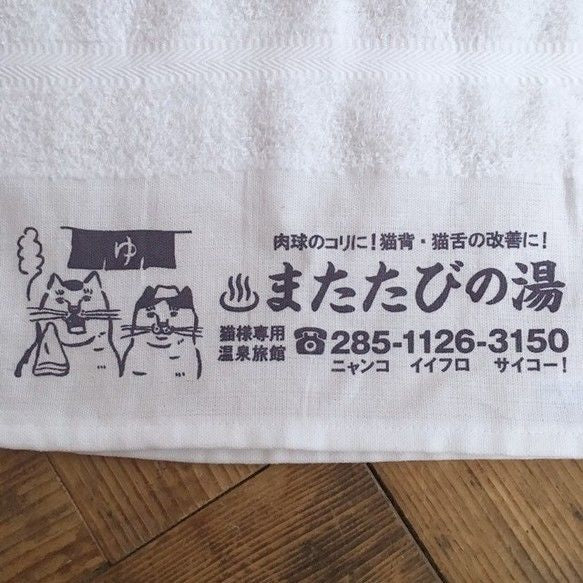 ゆ
肉球のコリに!猫背・猫舌の改善に!
♨またたびの湯
猫様専用
温泉旅館
☎285-1126-3150
ニャンコ イイフロ サイコー!